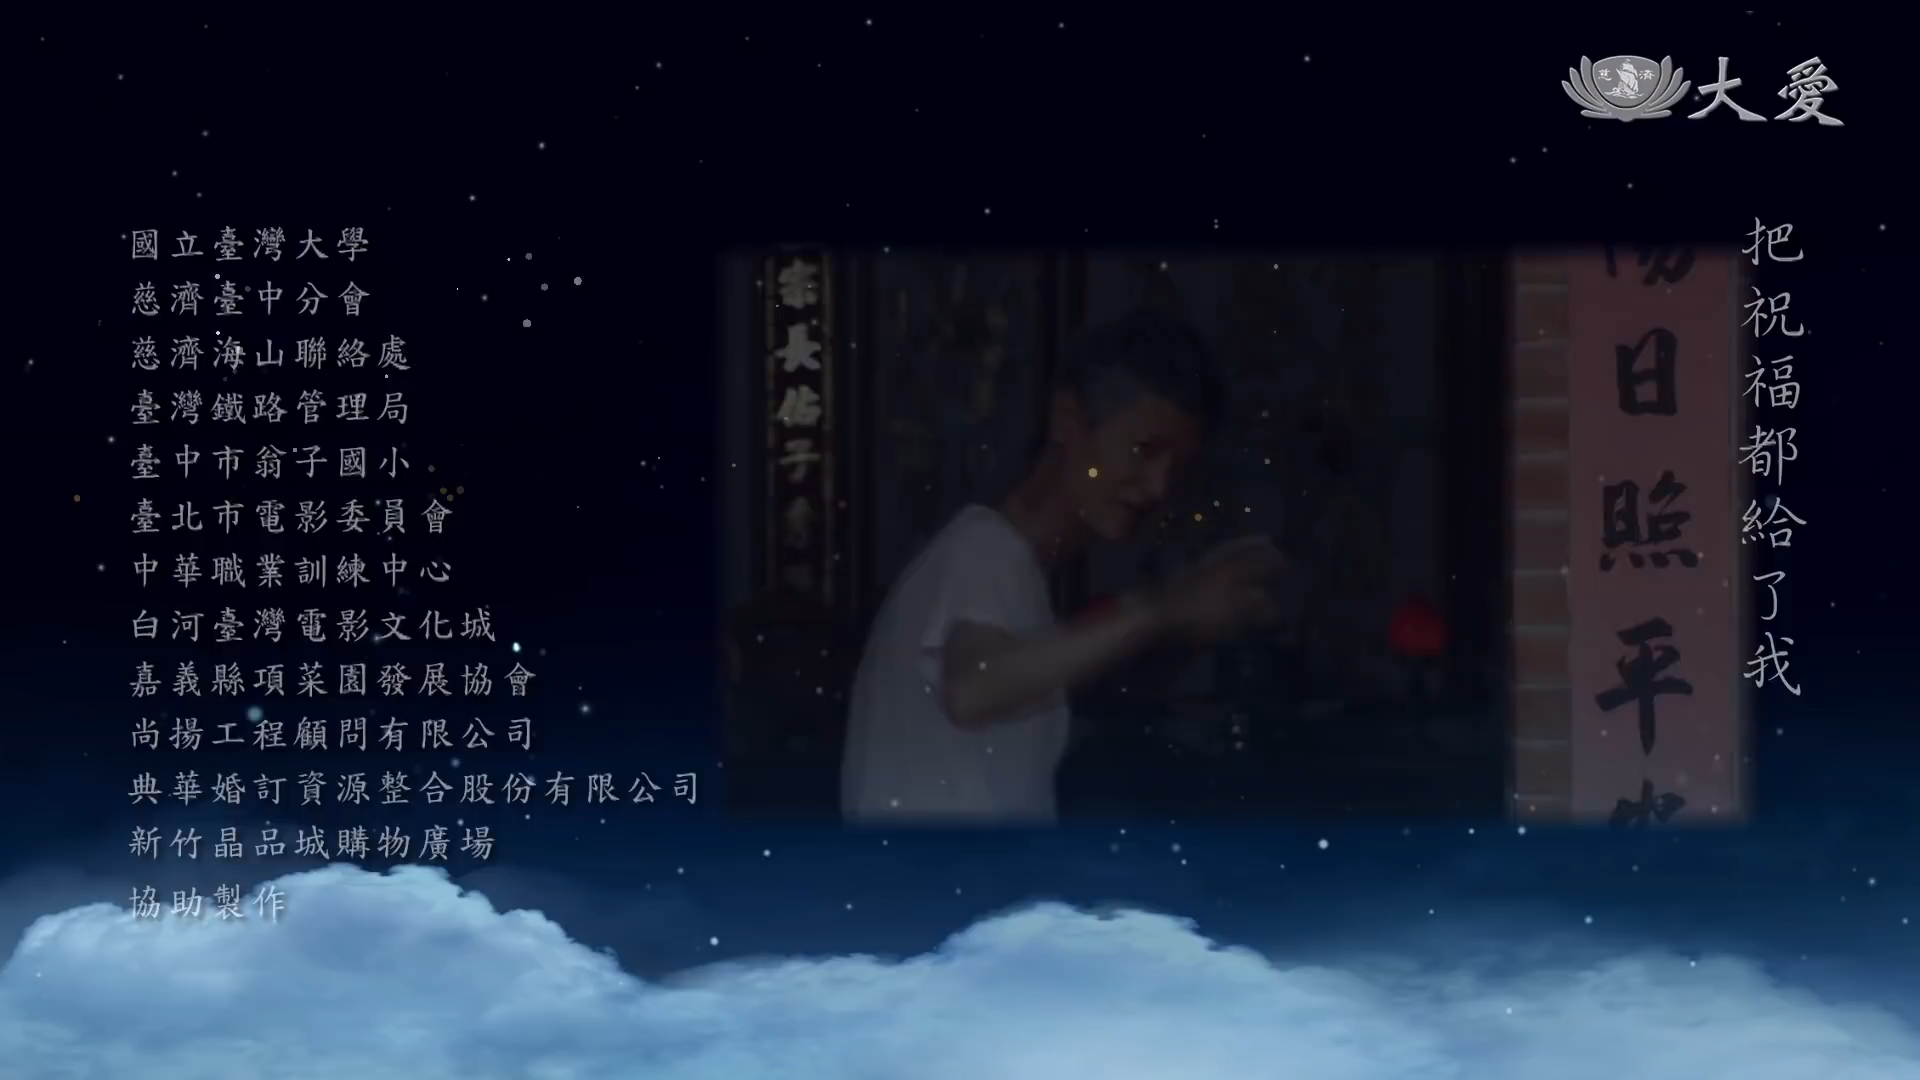 慈濟
大愛
國立臺灣大學
慈濟臺中分會
慈濟海山聯絡處
臺灣鐵路管理局
臺中市翁子國小
臺北市電影委員會
中華職業訓練中心
白河臺灣電影文化城
嘉義縣項菜園發展協會
尚揚工程顧問有限公司
典華婚訂資源整合股份有限公司
新竹晶品城購物廣場
協助製作
宗長佑子
日照平
把祝福都給了我